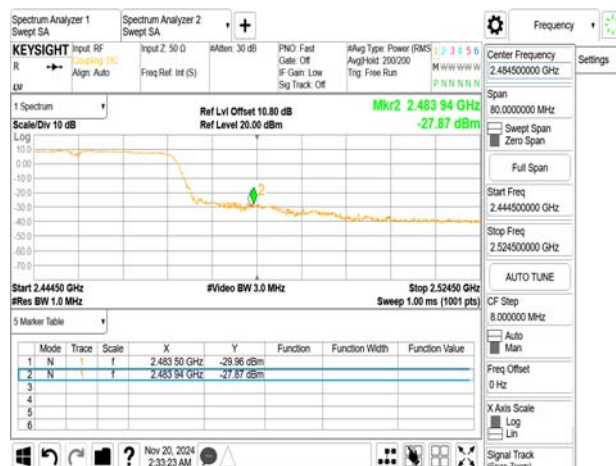 Spectrum Analyzer 1
Swept SA
Spectrum Analyzer 2
Swept SA
Frequency
KEYSIGHT
R
Input: RF
Coupling: DC
Align: Auto
Input Z: 50 Ω
Freq Ref: Int (S)
#Atten: 30 dB
PNO: Fast
Gate: Off
IF Gain: Low
Sig Track: Off
#Avg Type: Power (RMS
Avg|Hold: 200/200
Trig: Free Run
1 2 3 4 5 6
M W W W W W
P N N N N N
1 Spectrum
Scale/Div 10 dB
Log
Ref Lvl Offset 10.80 dB
Ref Level 20.00 dBm
Mkr2 2.483 94 GHz
-27.87 dBm
10.0
0.00
-10.0
-20.0
-30.0
-40.0
-50.0
-60.0
-70.0
2
Start 2.44450 GHz
#Res BW 1.0 MHz
#Video BW 3.0 MHz
Stop 2.52450 GHz
Sweep 1.00 ms (1001 pts)
5 Marker Table
Mode Trace Scale X Y Function Function Width Function Value
1 N 1 f 2.483 50 GHz -29.96 dBm
2 N 1 f 2.483 94 GHz -27.87 dBm
3
4
5
6
Nov 20, 2024
2:33:23 AM
?
Center Frequency
2.484500000 GHz
Settings
Span
80.0000000 MHz
Swept Span
Zero Span
Full Span
Start Freq
2.444500000 GHz
Stop Freq
2.524500000 GHz
AUTO TUNE
CF Step
8.000000 MHz
Auto
Man
Freq Offset
0 Hz
X Axis Scale
Log
Lin
Signal Track
(Span Zoom)